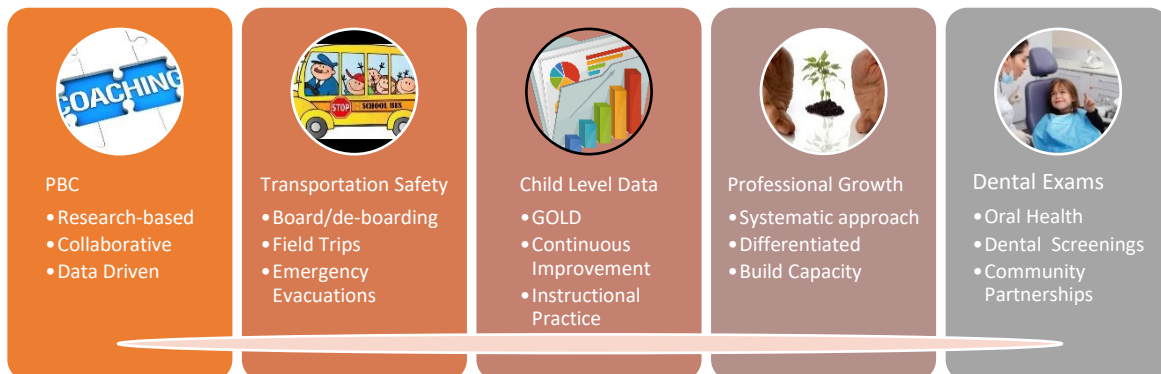 COACHING
PBC
•Research-based
•Collaborative
•Data Driven
STOP
SCHOOL BUS
Transportation Safety
•Board/de-boarding
•Field Trips
•Emergency
Evacuations
Child Level Data
•GOLD
•Continuous
Improvement
•Instructional
Practice
Professional Growth
•Systematic approach
•Differentiated
•Build Capacity
Dental Exams
•Oral Health
•Dental Screenings
•Community
Partnerships